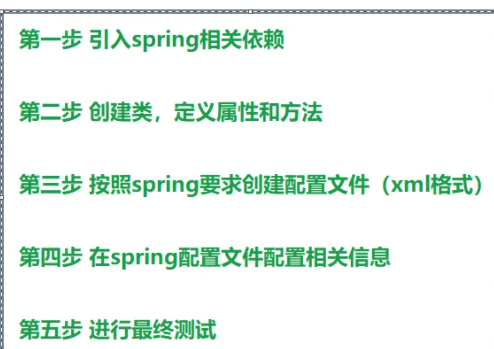 第一步 引入spring相关依赖
第二步 创建类，定义属性和方法
第三步 按照spring要求创建配置文件（xml格式）
第四步 在spring配置文件配置相关信息
第五步 进行最终测试